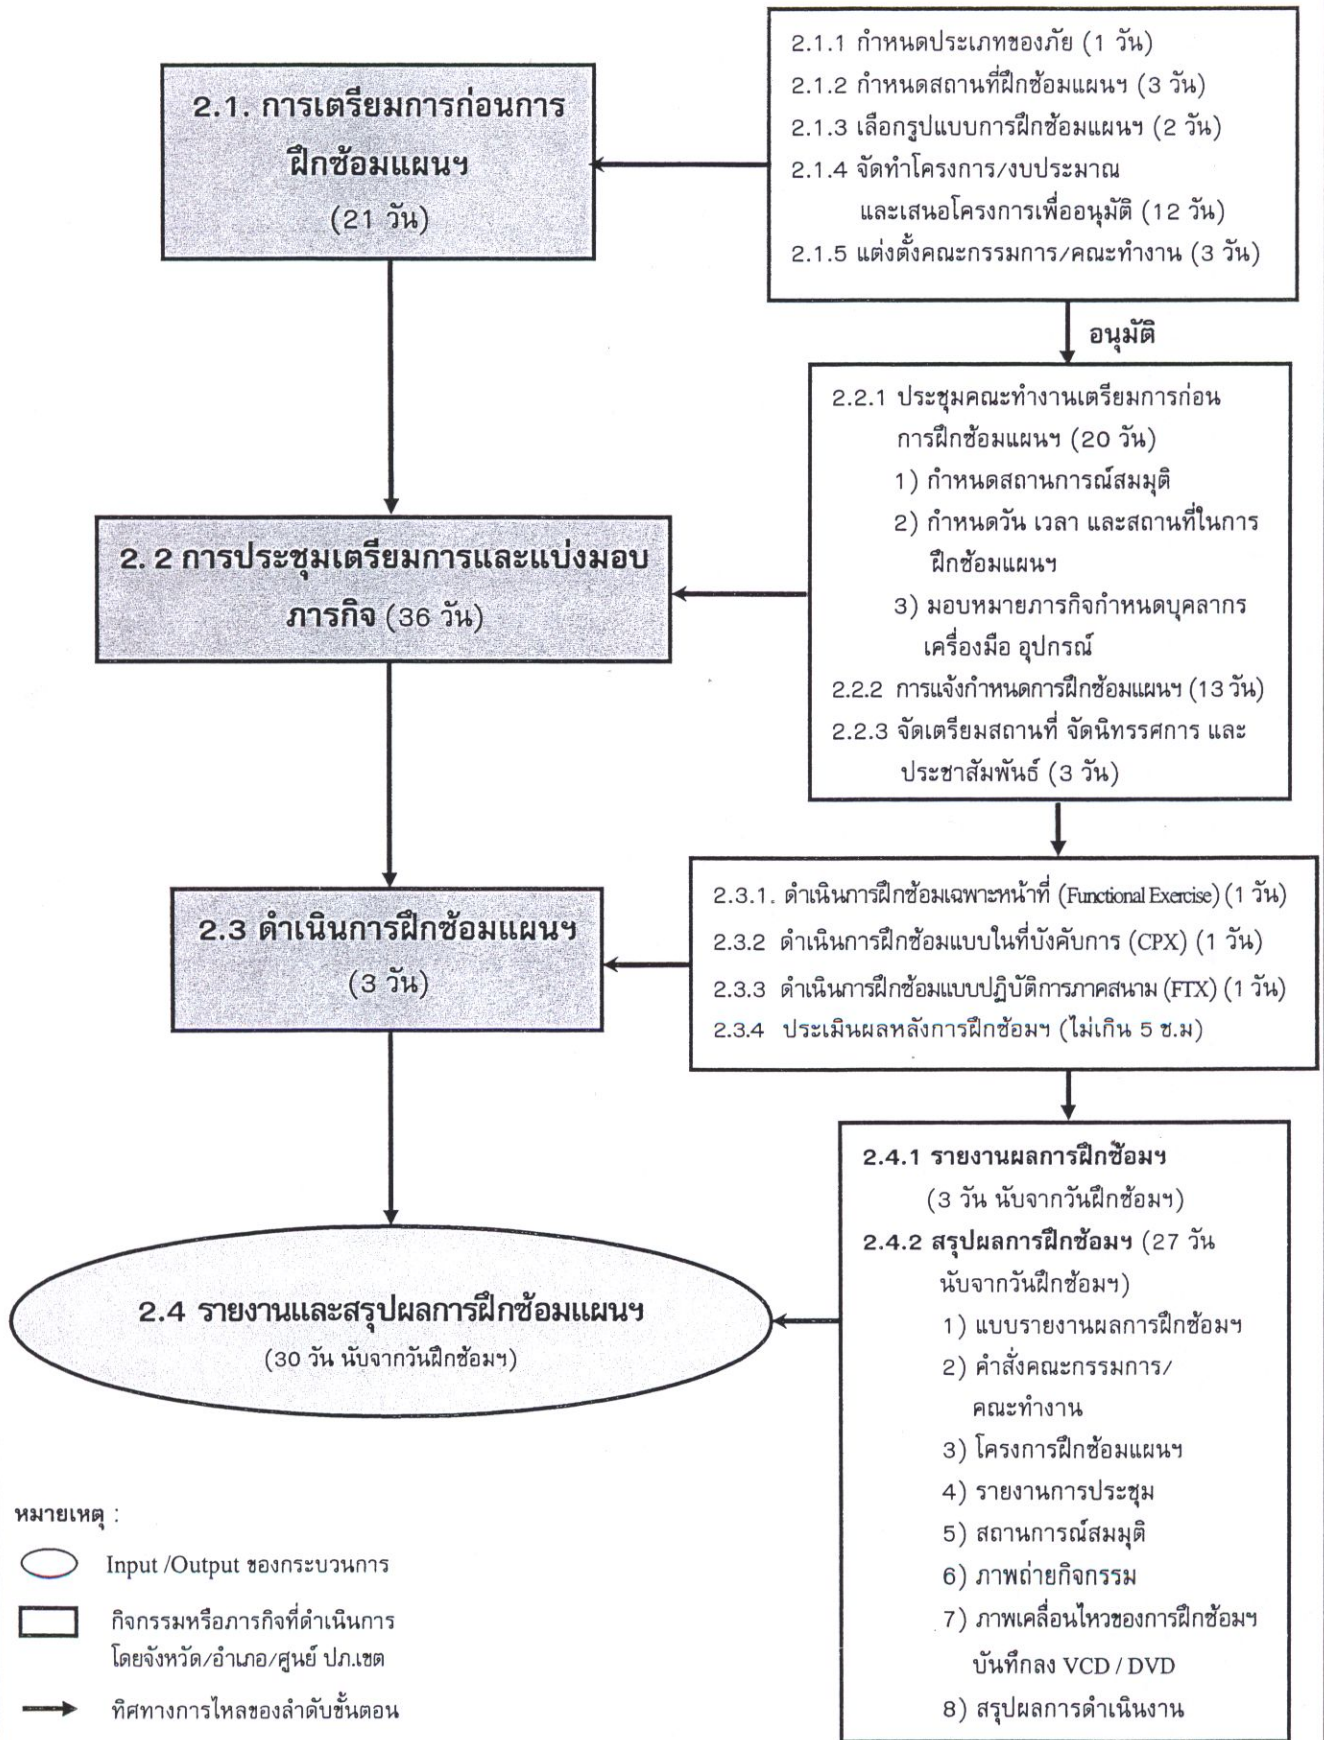 2.1. การเตรียมการก่อนการ
ฝึกซ้อมแผนฯ
(21 วัน)
2.1.1 กำหนดประเภทของภัย (1 วัน)
2.1.2 กำหนดสถานที่ฝึกซ้อมแผนฯ (3 วัน)
2.1.3 เลือกรูปแบบการฝึกซ้อมแผนฯ (2 วัน)
2.1.4 จัดทำโครงการ/งบประมาณ
และเสนอโครงการเพื่ออนุมัติ (12 วัน)
2.1.5 แต่งตั้งคณะกรรมการ/คณะทำงาน (3 วัน)
อนุมัติ
2.2 การประชุมเตรียมการและแบ่งมอบ
ภารกิจ (36 วัน)
2.2.1 ประชุมคณะทำงานเตรียมการก่อน
การฝึกซ้อมแผนฯ (20 วัน)
1) กำหนดสถานการณ์สมมุติ
2) กำหนดวัน เวลา และสถานที่ในการ
ฝึกซ้อมแผนฯ
3) มอบหมายภารกิจกำหนดบุคลากร
เครื่องมือ อุปกรณ์
2.2.2 การแจ้งกำหนดการฝึกซ้อมแผนฯ (13 วัน)
2.2.3 จัดเตรียมสถานที่ จัดนิทรรศการ และ
ประชาสัมพันธ์ (3 วัน)
2.3 ดำเนินการฝึกซ้อมแผนฯ
(3 วัน)
2.3.1. ดำเนินการฝึกซ้อมเฉพาะหน้าที่ (Functional Exercise) (1 วัน)
2.3.2 ดำเนินการฝึกซ้อมแบบในที่บังคับการ (CPX) (1 วัน)
2.3.3 ดำเนินการฝึกซ้อมแบบปฏิบัติการภาคสนาม (FTX) (1 วัน)
2.3.4 ประเมินผลหลังการฝึกซ้อมฯ (ไม่เกิน 5 ช.ม)
2.4 รายงานและสรุปผลการฝึกซ้อมแผนฯ
(30 วัน นับจากวันฝึกซ้อมฯ)
2.4.1 รายงานผลการฝึกซ้อมฯ
(3 วัน นับจากวันฝึกซ้อมฯ)
2.4.2 สรุปผลการฝึกซ้อมฯ (27 วัน
นับจากวันฝึกซ้อมฯ)
1) แบบรายงานผลการฝึกซ้อมฯ
2) คำสั่งคณะกรรมการ/
คณะทำงาน
3) โครงการฝึกซ้อมแผนฯ
4) รายงานการประชุม
5) สถานการณ์สมมุติ
6) ภาพถ่ายกิจกรรม
7) ภาพเคลื่อนไหวของการฝึกซ้อมฯ
บันทึกลง VCD / DVD
8) สรุปผลการดำเนินงาน
หมายเหตุ :
Input /Output ของกระบวนการ
กิจกรรมหรือภารกิจที่ดำเนินการ
โดยจังหวัด/อำเภอ/ศูนย์ ปภ.เขต
ทิศทางการไหลของลำดับขั้นตอน